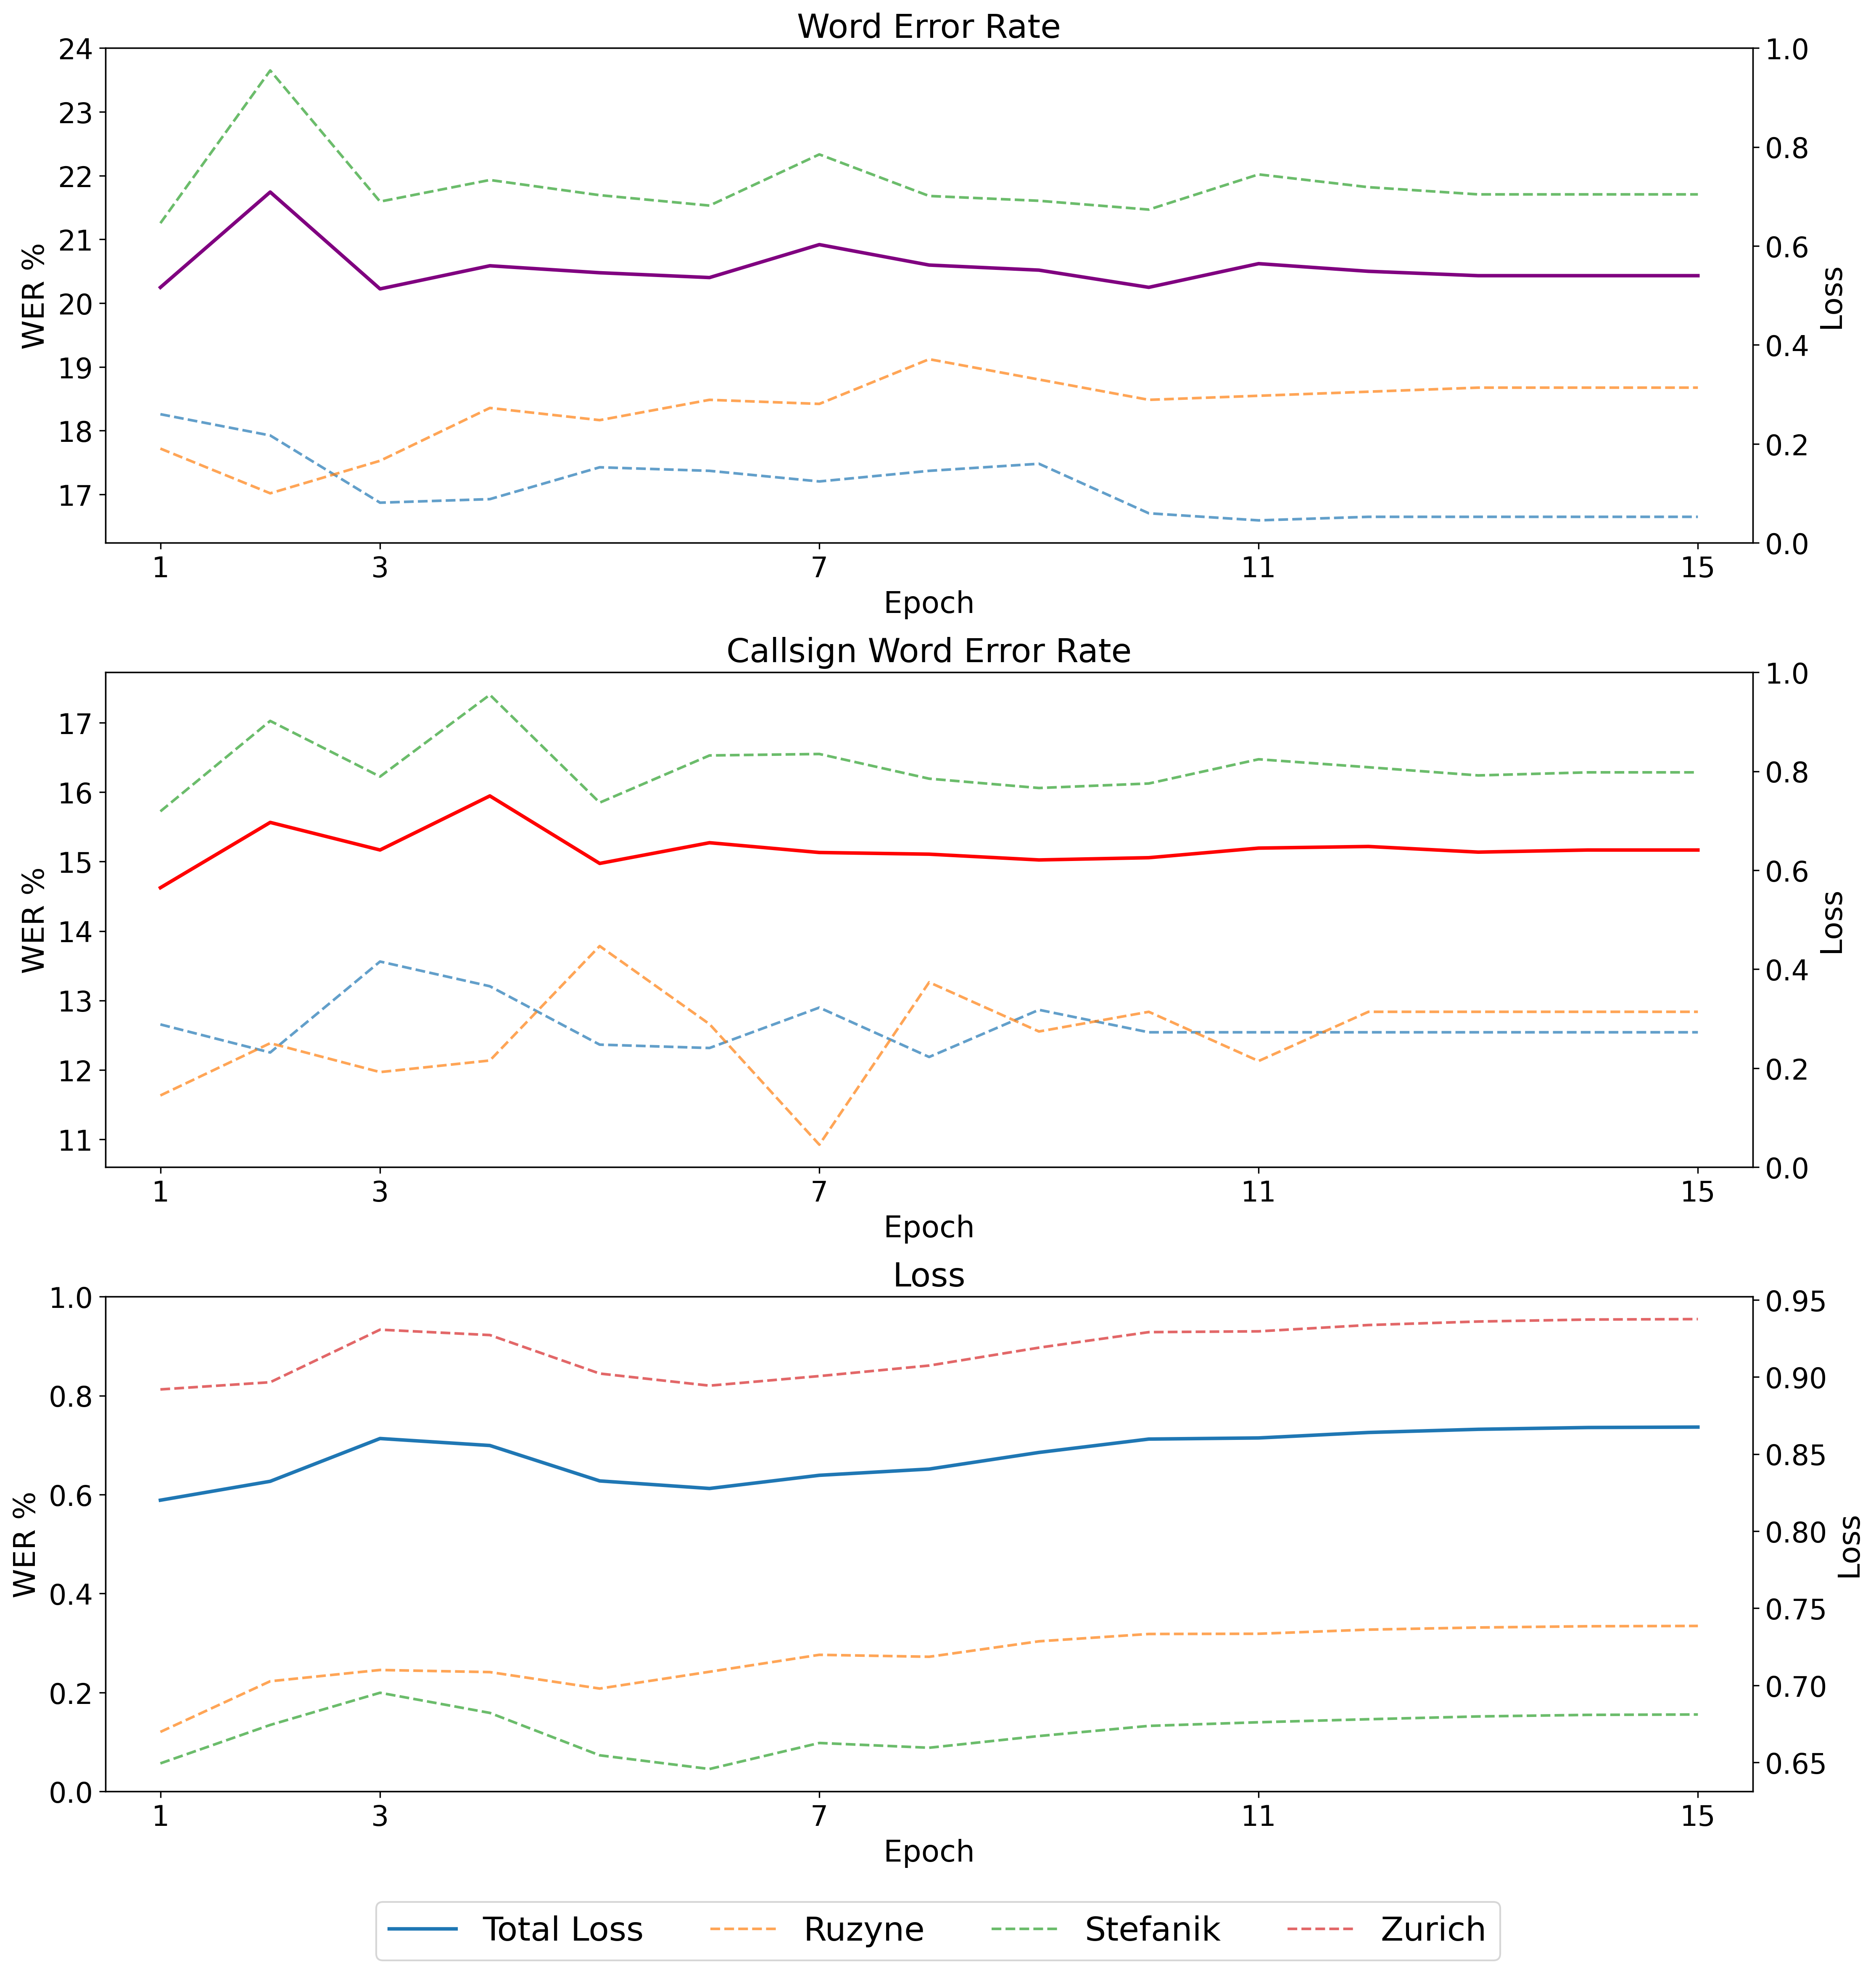 Word Error Rate
24
23
22
21
20
19
18
17
WER %
1.0
0.8
0.6
0.4
0.2
0.0
Loss
1 3 7 11 15
Epoch
Callsign Word Error Rate
17
16
15
14
13
12
11
WER %
1.0
0.8
0.6
0.4
0.2
0.0
Loss
1 3 7 11 15
Epoch
Loss
1.0
0.8
0.6
0.4
0.2
0.0
WER %
0.95
0.90
0.85
0.80
0.75
0.70
0.65
Loss
1 3 7 11 15
Epoch
Total Loss Ruzyne Stefanik Zurich